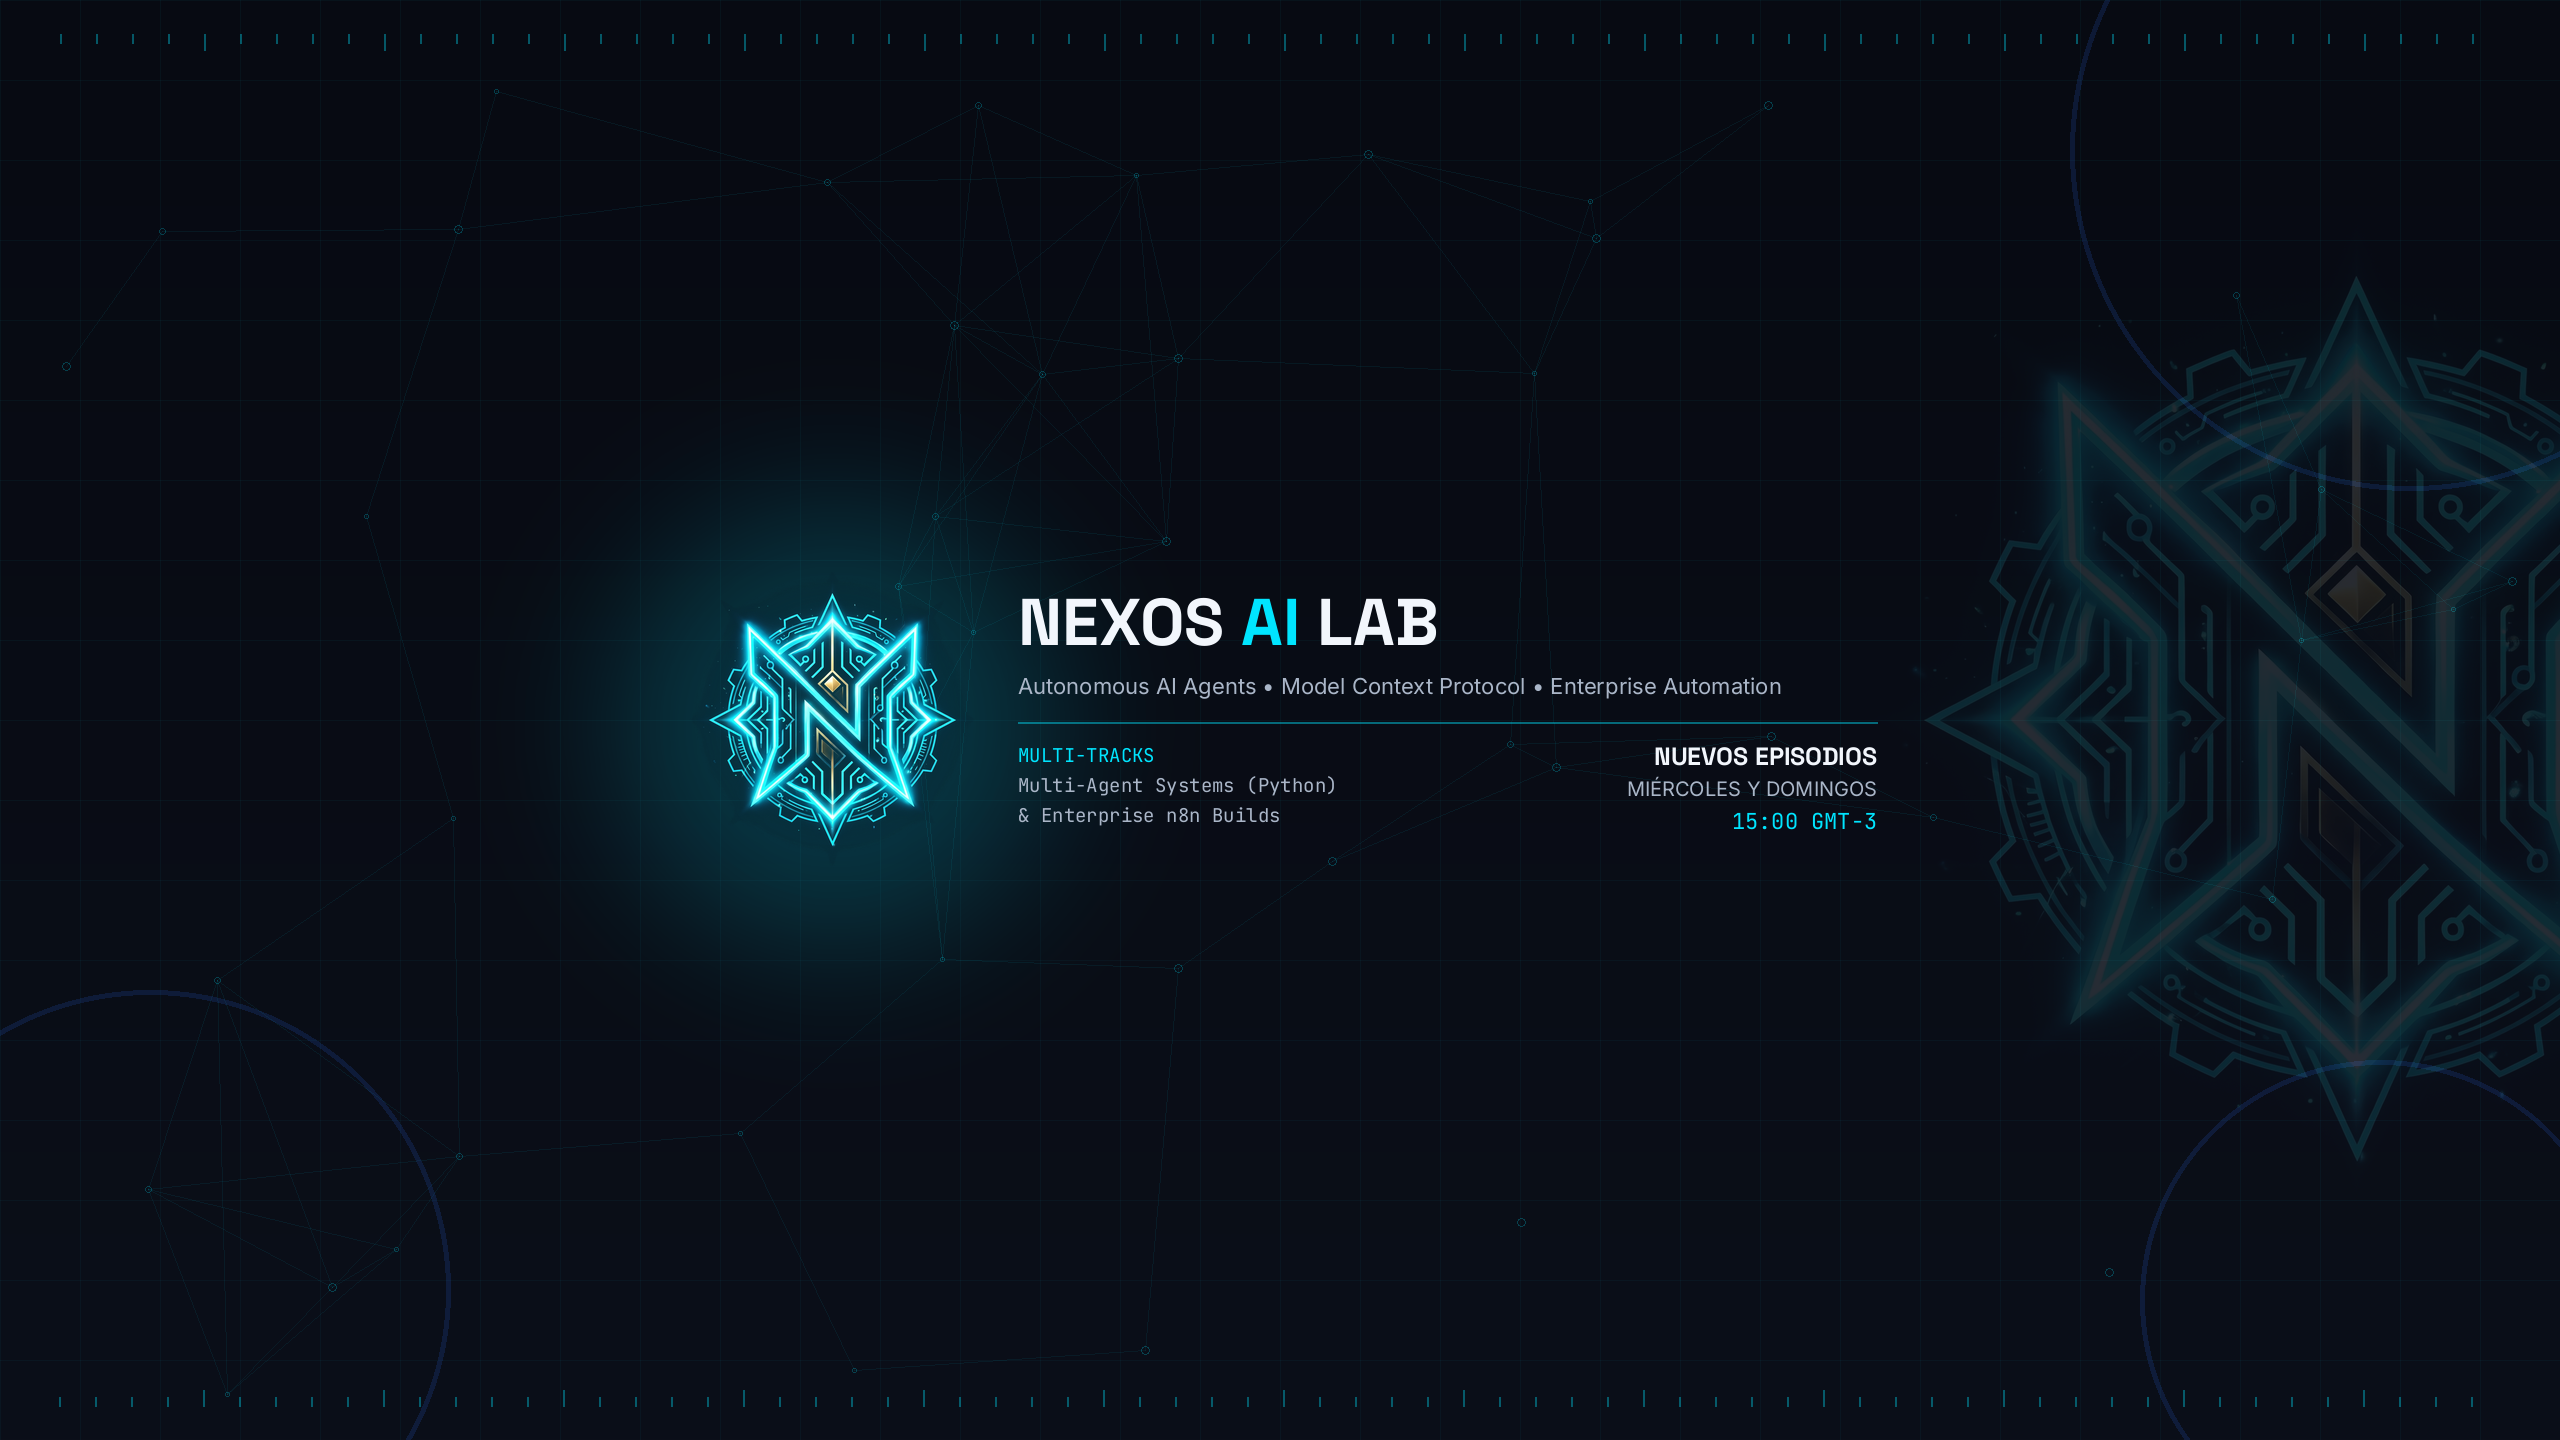 NEXOS AI LAB
Autonomous AI Agents • Model Context Protocol • Enterprise Automation
MULTI-TRACKS
Multi-Agent Systems (Python)
& Enterprise n8n Builds
NUEVOS EPISODIOS
MIÉRCOLES Y DOMINGOS
15:00 GMT-3